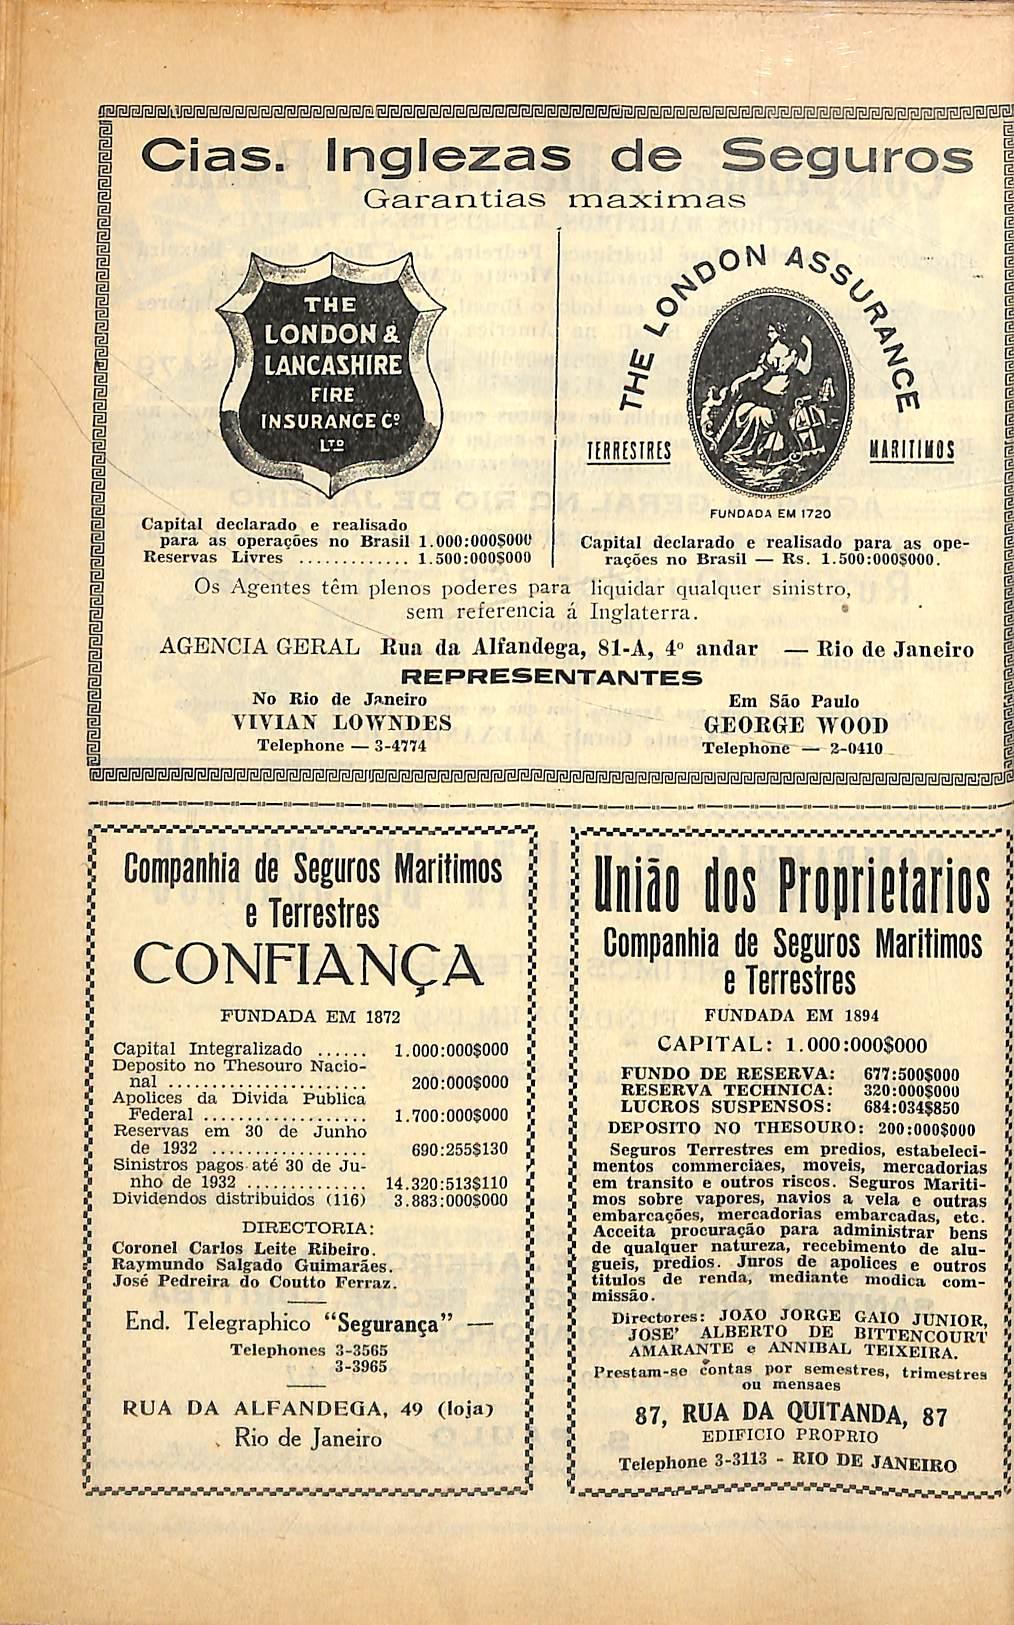 Cias. Inglezas de Seguros
Garantias maximas
THE
LONDON &
LANCASHIRE
FIRE
INSURANCE Co.
LTD
Capital declarado e realisado
para as operações no Brasil 1.000:000$000
Reservas Livres ............. 1.500:000$000
THE LONDON ASSURANCE
TERRESTRES
MARITIMOS
FUNDADA EM 1720
Capital declarado e realisado para as ope-
rações no Brasil — Rs. 1.500:000$000.
Os Agentes têm plenos poderes para liquidar qualquer sinistro,
sem referencia á Inglaterra.
AGENCIA GERAL Rua da Alfandega, 81-A, 4º andar — Rio de Janeiro
REPRESENTANTES
No Rio de Janeiro
VIVIAN LOWNDES
Telephone — 3-4774
Em São Paulo
GEORGE WOOD
Telephone — 2-0410
Companhia de Seguros Maritimos
e Terrestres
CONFIANÇA
FUNDADA EM 1872
Capital Integralizado ...... 1.000:000$000
Deposito no Thesouro Nacio-
nal ...................... 200:000$000
Apolices da Divida Publica
Federal .................. 1.700:000$000
Reservas em 30 de Junho
de 1932 .................. 690:255$130
Sinistros pagos até 30 de Ju-
nho de 1932 .............. 14.320:513$110
Dividendos distribuidos (116) 3.883:000$000
DIRECTORIA:
Coronel Carlos Leite Ribeiro.
Raymundo Salgado Guimarães.
José Pedreira do Coutto Ferraz.
End. Telegraphico "Segurança" —
Telephones 3-3565
3-3965
RUA DA ALFANDEGA, 49 (loja)
Rio de Janeiro
União dos Proprietarios
Companhia de Seguros Maritimos
e Terrestres
FUNDADA EM 1894
CAPITAL: 1.000:000$000
FUNDO DE RESERVA: 677:500$000
RESERVA TECHNICA: 320:000$000
LUCROS SUSPENSOS: 684:034$850
DEPOSITO NO THESOURO: 200:000$000
Seguros Terrestres em predios, estabeleci-
mentos commerciaes, moveis, mercadorias
em transito e outros riscos. Seguros Mariti-
mos sobre vapores, navios a vela e outras
embarcações, mercadorias embarcadas, etc.
Acceita procuração para administrar bens
de qualquer natureza, recebimento de alu-
gueis, predios. Juros de apolices e outros
titulos de renda, mediante modica com-
missão.
Directores: JOÃO JORGE GAIO JUNIOR,
JOSE' ALBERTO DE BITTENCOURT
AMARANTE e ANNIBAL TEIXEIRA.
Prestam-se contas por semestres, trimestres
ou mensaes
87, RUA DA QUITANDA, 87
EDIFICIO PROPRIO
Telephone 3-3113 - RIO DE JANEIRO